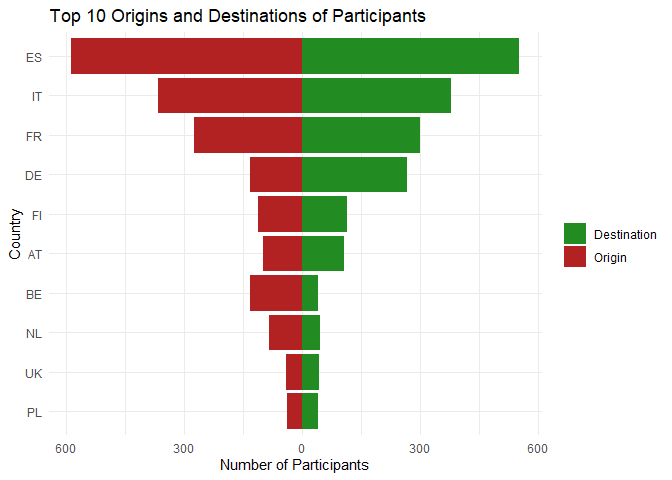 Top 10 Origins and Destinations of Participants
ES
IT
FR
DE
FI
AT
BE
NL
UK
PL
Country
600
300
0
300
600
Number of Participants
Destination
Origin